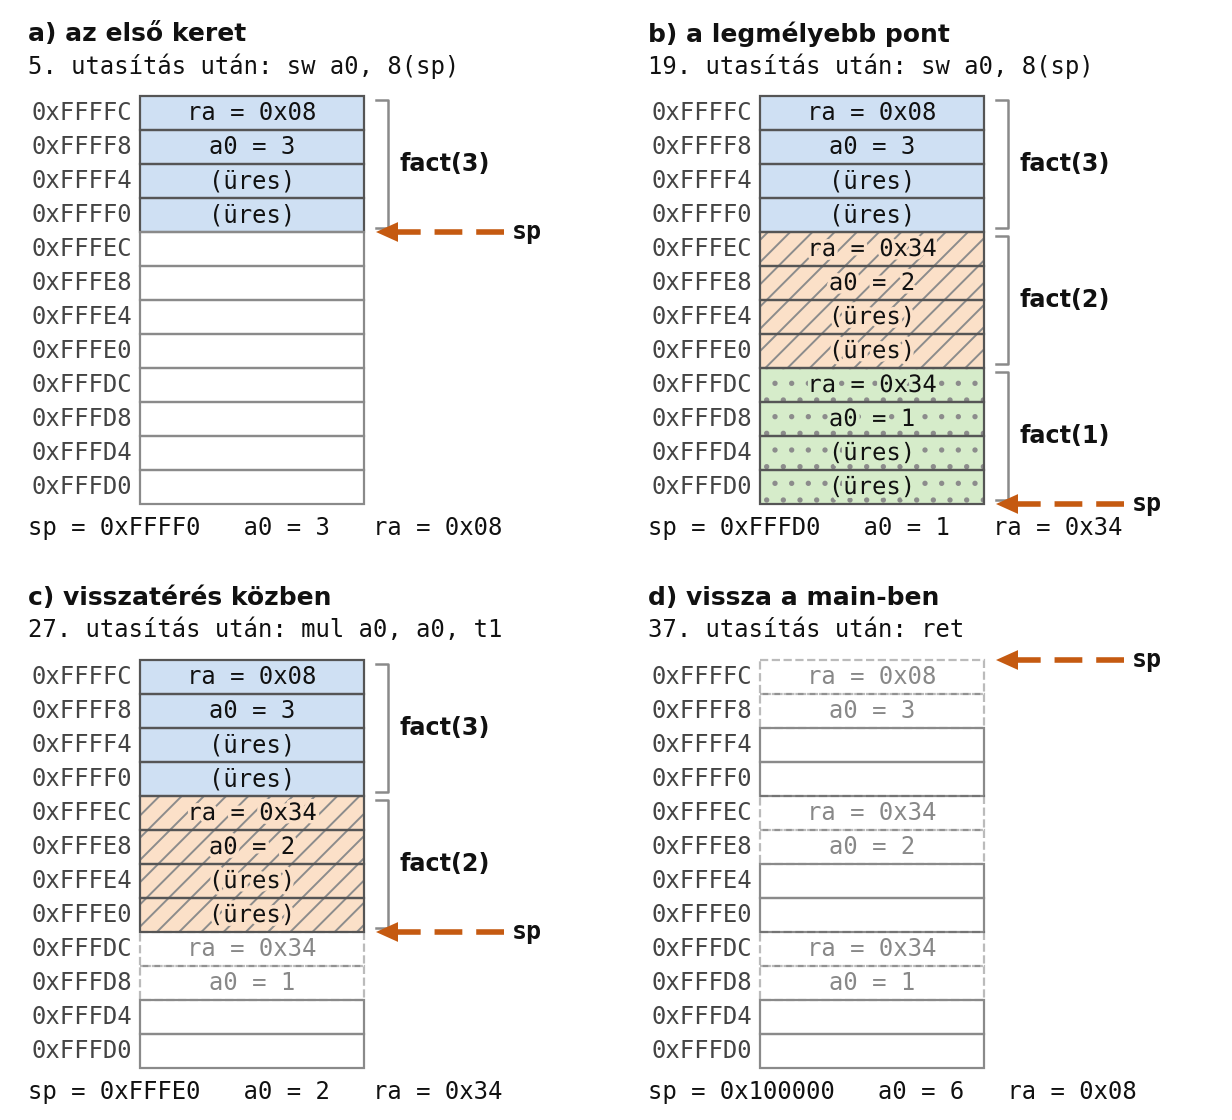 a) az első keret
5. utasítás után: sw a0, 8(sp)
0xFFFFC ra = 0x08
0xFFFF8 a0 = 3
fact(3)
0xFFFF4 (üres)
0xFFFF0 (üres)
sp
0xFFFEC
0xFFFE8
0xFFFE4
0xFFFE0
0xFFFDC
0xFFFD8
0xFFFD4
0xFFFD0
sp = 0xFFFF0 a0 = 3 ra = 0x08
b) a legmélyebb pont
19. utasítás után: sw a0, 8(sp)
0xFFFFC ra = 0x08
0xFFFF8 a0 = 3
fact(3)
0xFFFF4 (üres)
0xFFFF0 (üres)
0xFFFEC ra = 0x34
0xFFFE8 a0 = 2
fact(2)
0xFFFE4 (üres)
0xFFFE0 (üres)
0xFFFDC ra = 0x34
0xFFFD8 a0 = 1
fact(1)
0xFFFD4 (üres)
0xFFFD0 (üres)
sp
sp = 0xFFFD0 a0 = 1 ra = 0x34
c) visszatérés közben
27. utasítás után: mul a0, a0, t1
0xFFFFC ra = 0x08
0xFFFF8 a0 = 3
fact(3)
0xFFFF4 (üres)
0xFFFF0 (üres)
0xFFFEC ra = 0x34
0xFFFE8 a0 = 2
fact(2)
0xFFFE4 (üres)
0xFFFE0 (üres)
sp
0xFFFDC ra = 0x34
0xFFFD8 a0 = 1
0xFFFD4
0xFFFD0
sp = 0xFFFE0 a0 = 2 ra = 0x34
d) vissza a main-ben
37. utasítás után: ret
sp
0xFFFFC ra = 0x08
0xFFFF8 a0 = 3
0xFFFF4
0xFFFF0
0xFFFEC ra = 0x34
0xFFFE8 a0 = 2
0xFFFE4
0xFFFE0
0xFFFDC ra = 0x34
0xFFFD8 a0 = 1
0xFFFD4
0xFFFD0
sp = 0x100000 a0 = 6 ra = 0x08